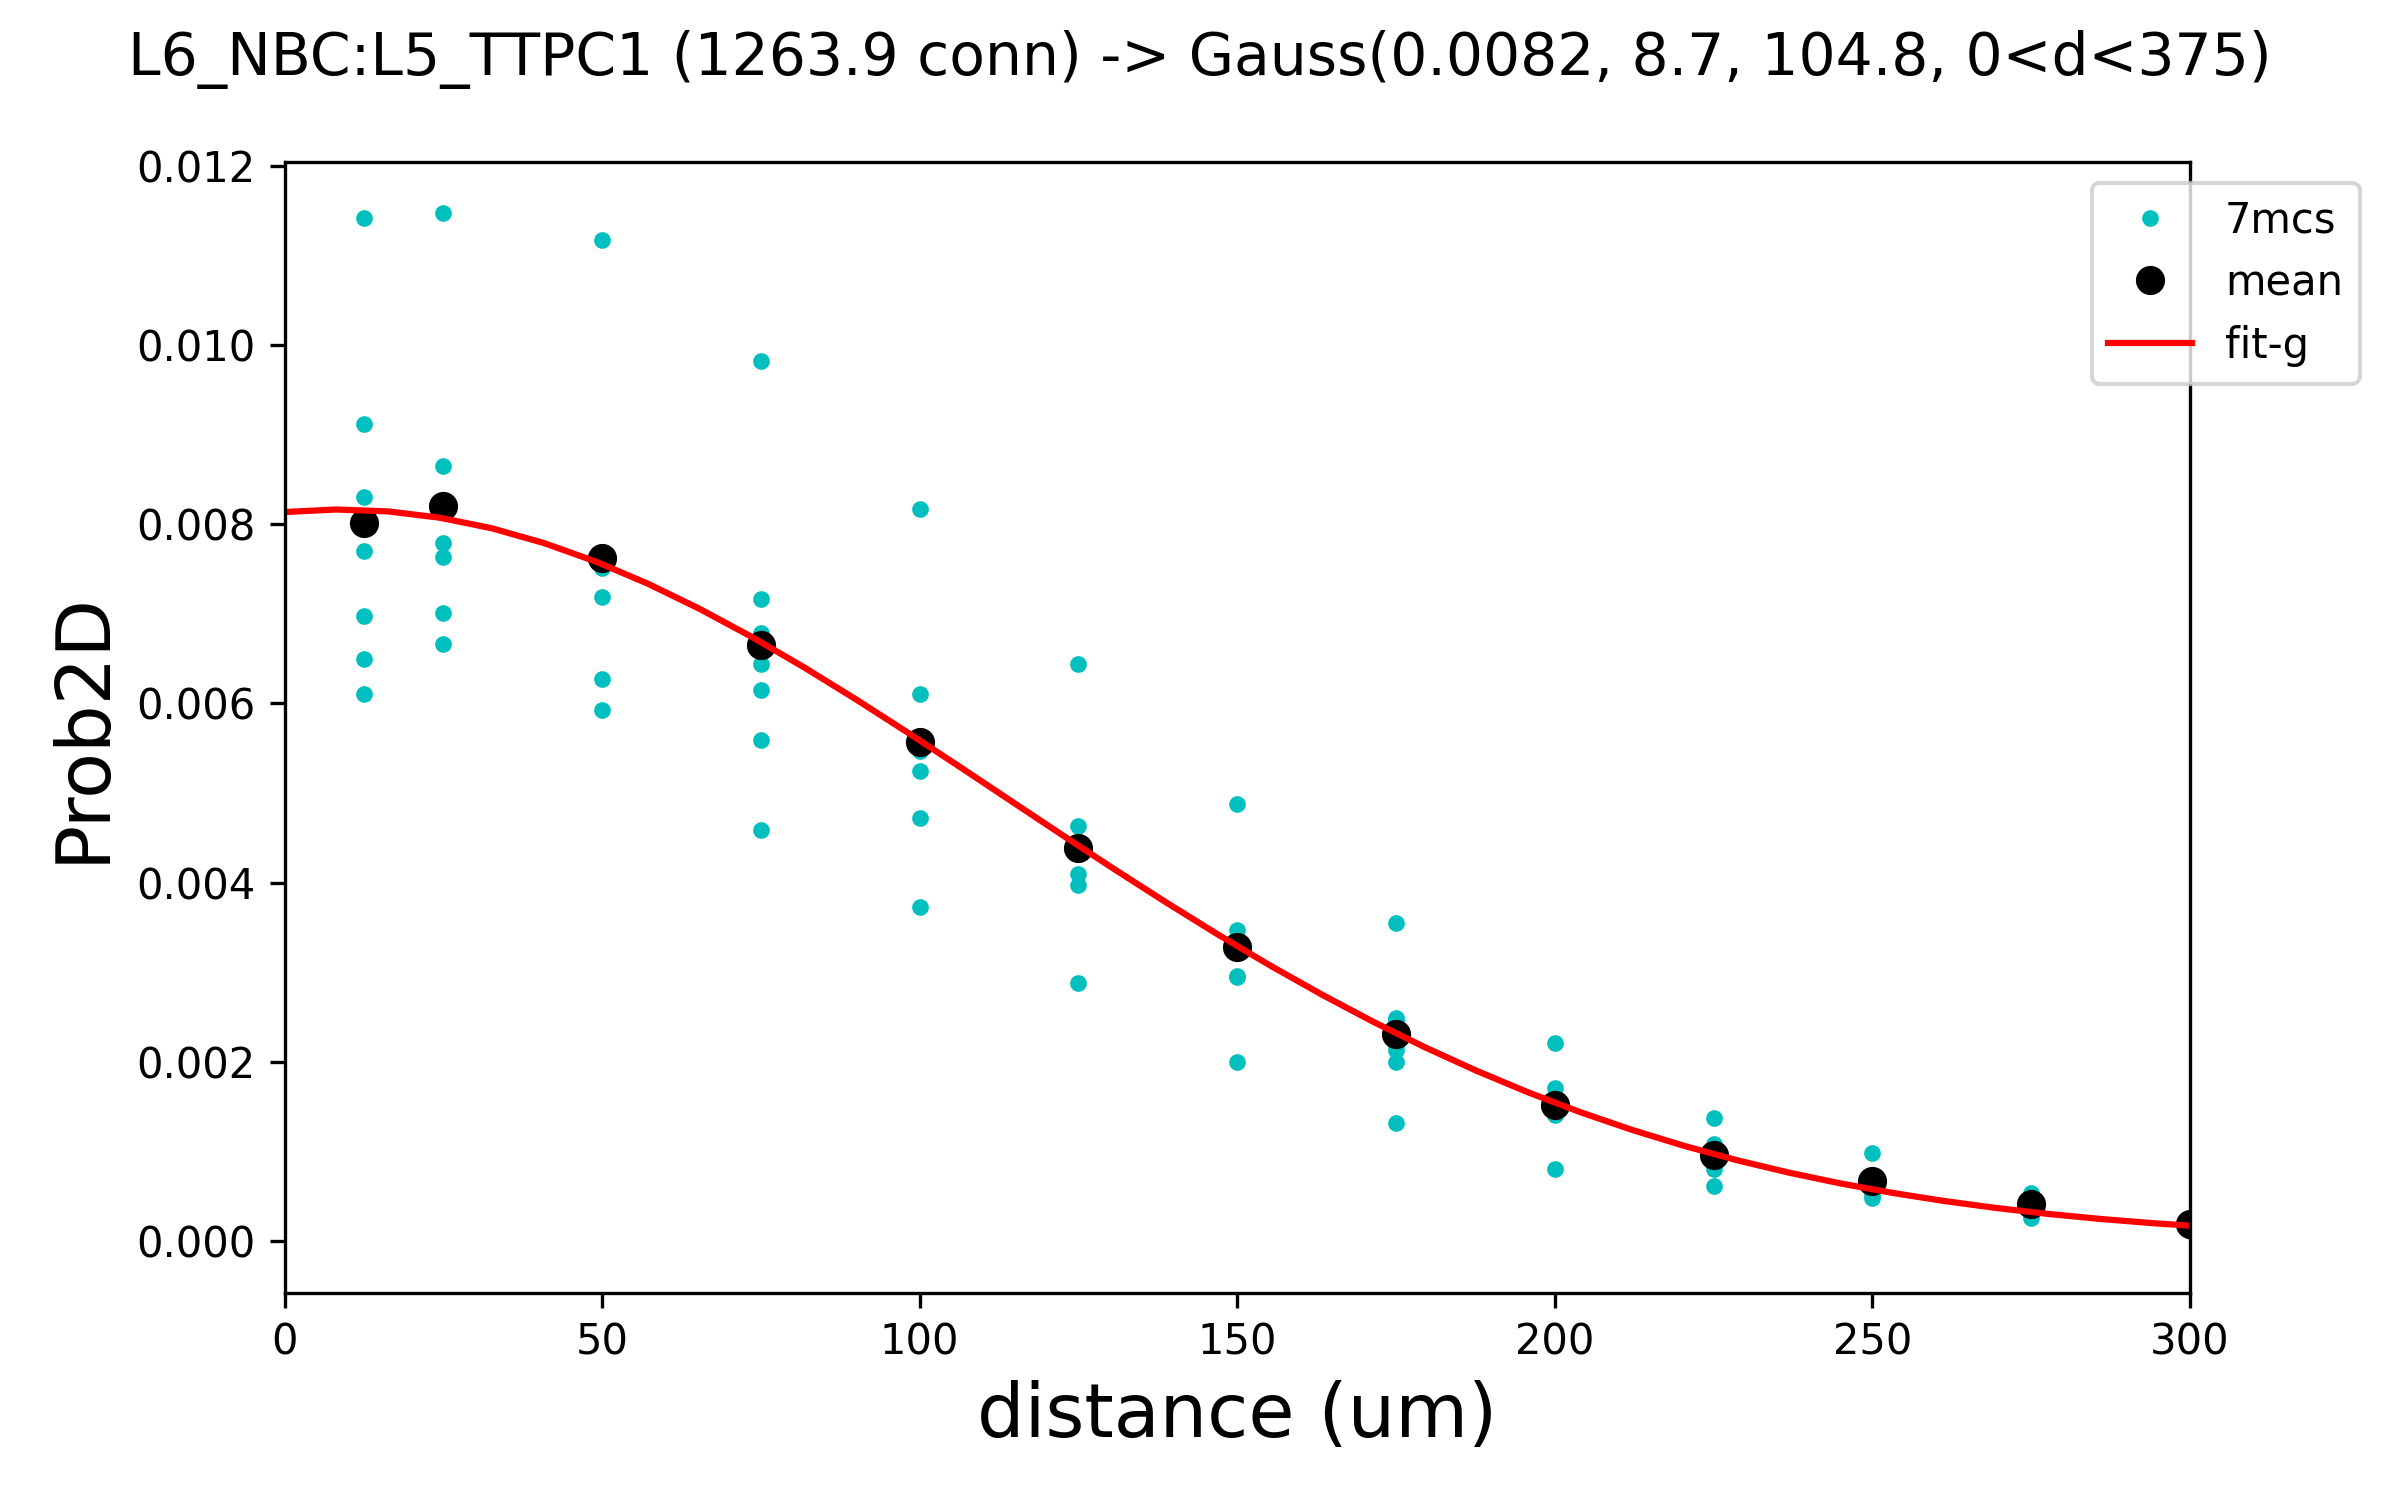 L6_NBC:L5_TTPC1 (1263.9 conn) -> Gauss(0.0082, 8.7, 104.8, 0<d<375)
0.012
0.010
0.008
0.006
0.004
0.002
0.000
Prob2D
7mcs
mean
fit-g
0 50 100 150 200 250 300
distance (um)